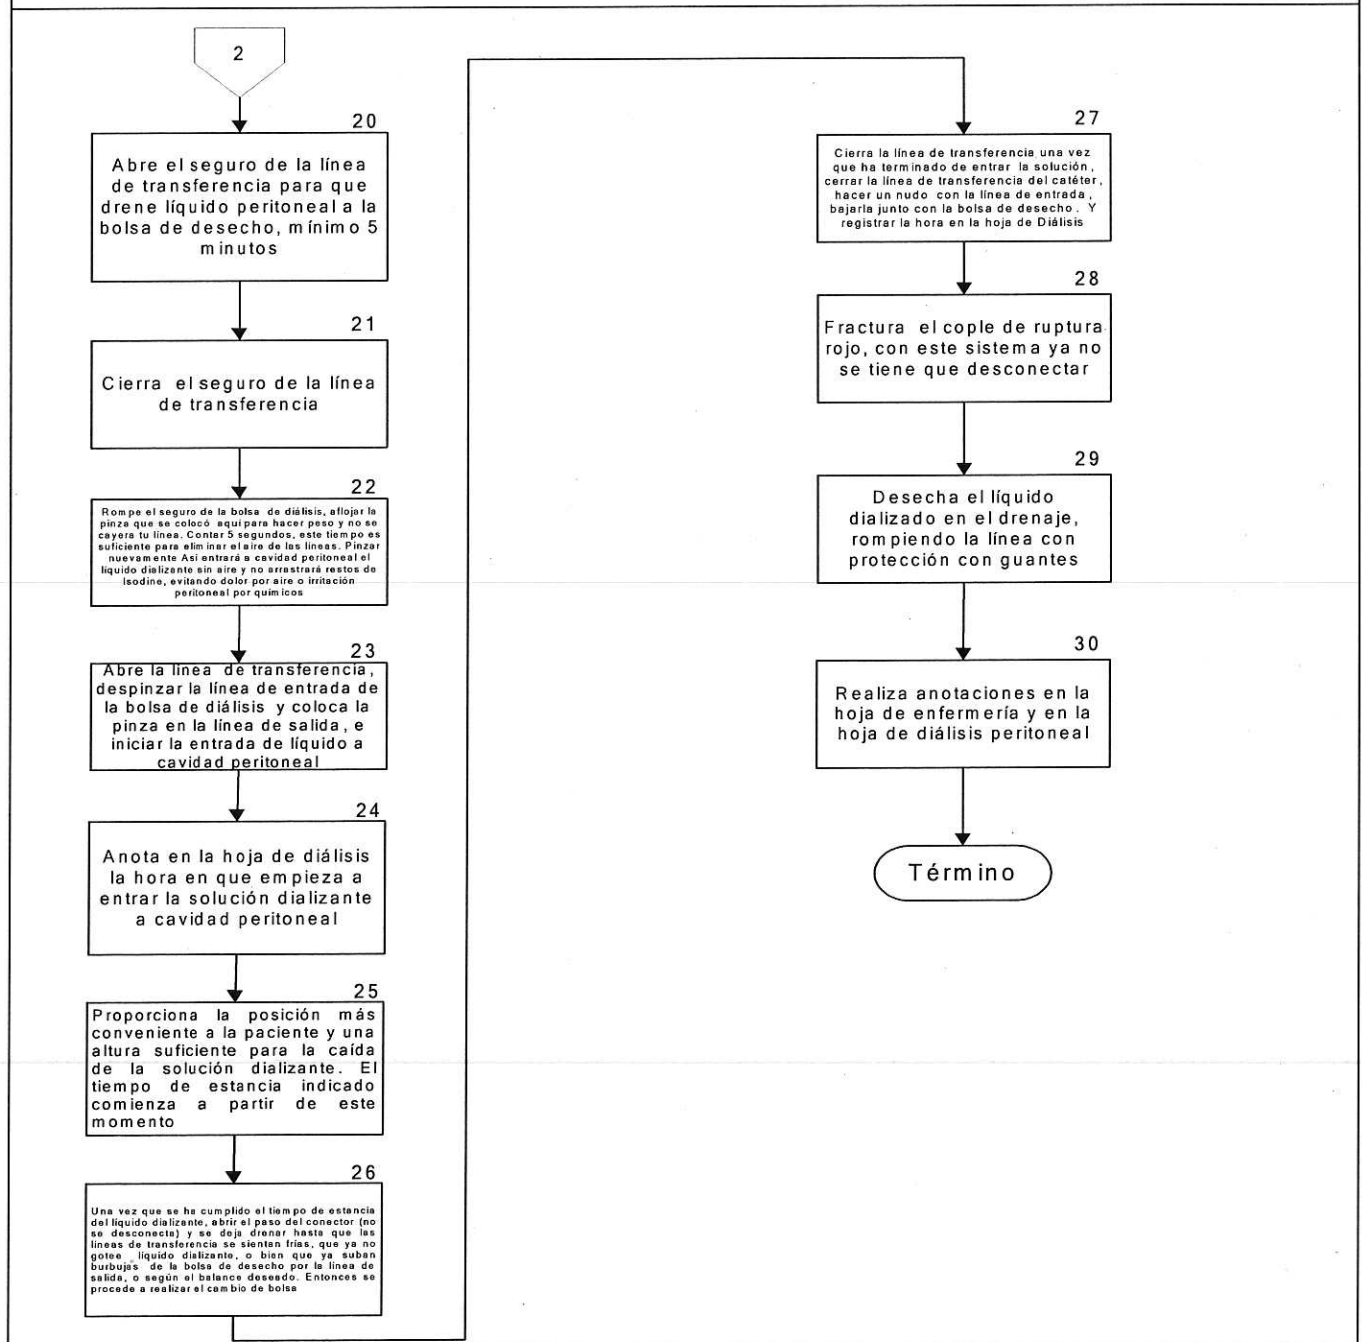 2
20
Abre el seguro de la línea
de transferencia para que
drene líquido peritoneal a la
bolsa de desecho, mínimo 5
minutos
21
Cierra el seguro de la línea
de transferencia
22
Rompe el seguro de la bolsa de diálisis, aflojar la
pinza que se colocó aquí para hacer peso y no se
cayera tu línea. Contar 5 segundos, este tiempo es
suficiente para eliminar el aire de las líneas. Pinzar
nuevamente Así entrará a cavidad peritoneal el
líquido dializante sin aire y no arrastrará restos de
Isodine, evitando dolor por aire o irritación
peritoneal por químicos
23
Abre la línea de transferencia,
despinzar la línea de entrada de
la bolsa de diálisis y coloca la
pinza en la línea de salida, e
iniciar la entrada de líquido a
cavidad peritoneal
24
Anota en la hoja de diálisis
la hora en que empieza a
entrar la solución dializante
a cavidad peritoneal
25
Proporciona la posición más
conveniente a la paciente y una
altura suficiente para la caída
de la solución dializante. El
tiempo de estancia indicado
comienza a partir de este
momento
26
Una vez que se ha cumplido el tiempo de estancia
del líquido dializante, abrir el paso del conector (no
se desconecta) y se deja drenar hasta que las
líneas de transferencia se sientan frías, que ya no
gotee líquido dializante, o bien que ya suban
burbujas de la bolsa de desecho por la línea de
salida, o según el balance deseado. Entonces se
procede a realizar el cambio de bolsa
27
Cierra la línea de transferencia una vez
que ha terminado de entrar la solución,
cerrar la línea de transferencia del catéter,
hacer un nudo con la línea de entrada,
bajarla junto con la bolsa de desecho. Y
registrar la hora en la hoja de Diálisis
28
Fractura el cople de ruptura
rojo, con este sistema ya no
se tiene que desconectar
29
Desecha el líquido
dializado en el drenaje,
rompiendo la línea con
protección con guantes
30
Realiza anotaciones en la
hoja de enfermería y en la
hoja de diálisis peritoneal
Término